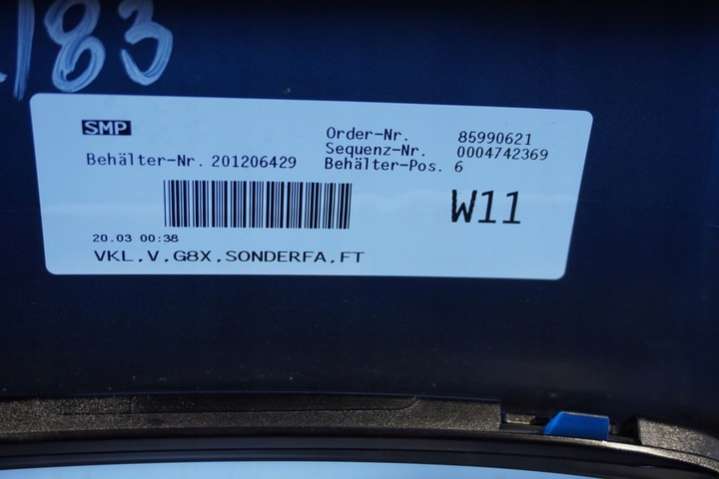 183
SMP
Order-Nr. 85990621
Sequenz-Nr. 0004742369
Behälter-Nr. 201206429 Behälter-Pos. 6
W11
20.03 00:38
VKL,V,G8X,SONDERFA,FT